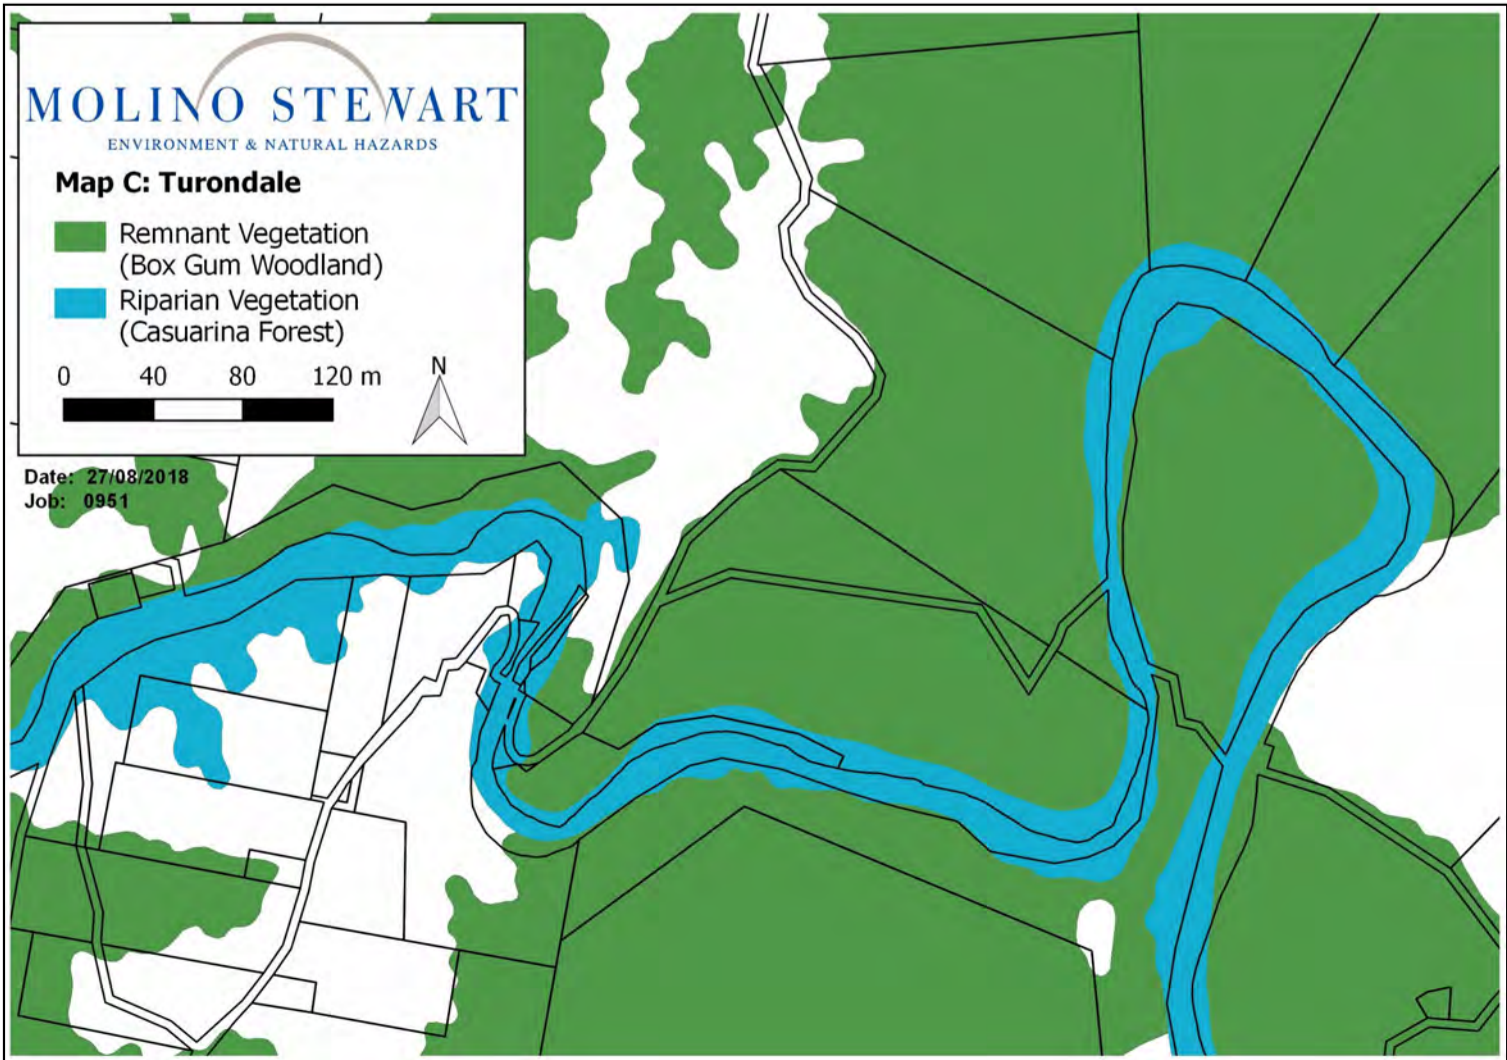 MOLINO STEWART
ENVIRONMENT & NATURAL HAZARDS
Map C: Turondale
Remnant Vegetation
(Box Gum Woodland)
Riparian Vegetation
(Casuarina Forest)
0 40 80 120 m
N
Date: 27/08/2018
Job: 0951